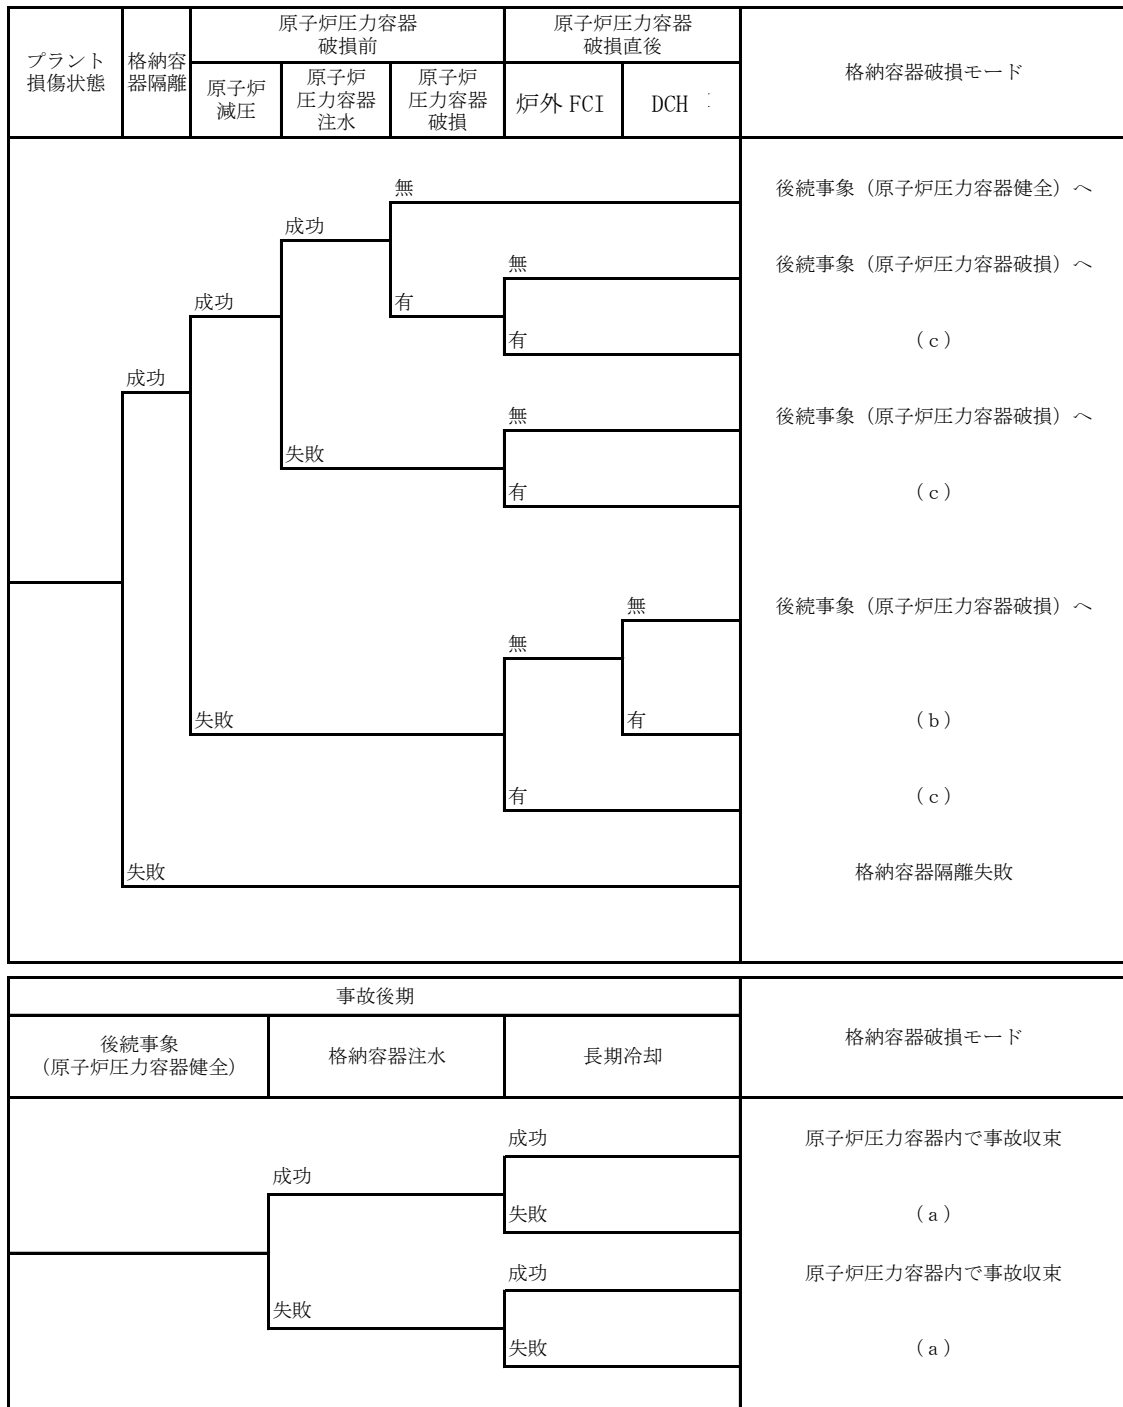 プラント
損傷状態
格納容
器隔離
原子炉圧力容器
破損前
原子炉
減圧
原子炉
圧力容器
注水
原子炉
圧力容器
破損
原子炉圧力容器
破損直後
炉外 FCI
DCH
格納容器破損モード
無
後続事象（原子炉圧力容器健全）へ
成功
無
後続事象（原子炉圧力容器破損）へ
成功
有
有
（c）
成功
無
後続事象（原子炉圧力容器破損）へ
失敗
有
（c）
無
後続事象（原子炉圧力容器破損）へ
無
失敗
有
（b）
有
（c）
失敗
格納容器隔離失敗
事故後期
後続事象
（原子炉圧力容器健全）
格納容器注水
長期冷却
格納容器破損モード
成功
原子炉圧力容器内で事故収束
成功
失敗
（a）
成功
原子炉圧力容器内で事故収束
失敗
失敗
（a）